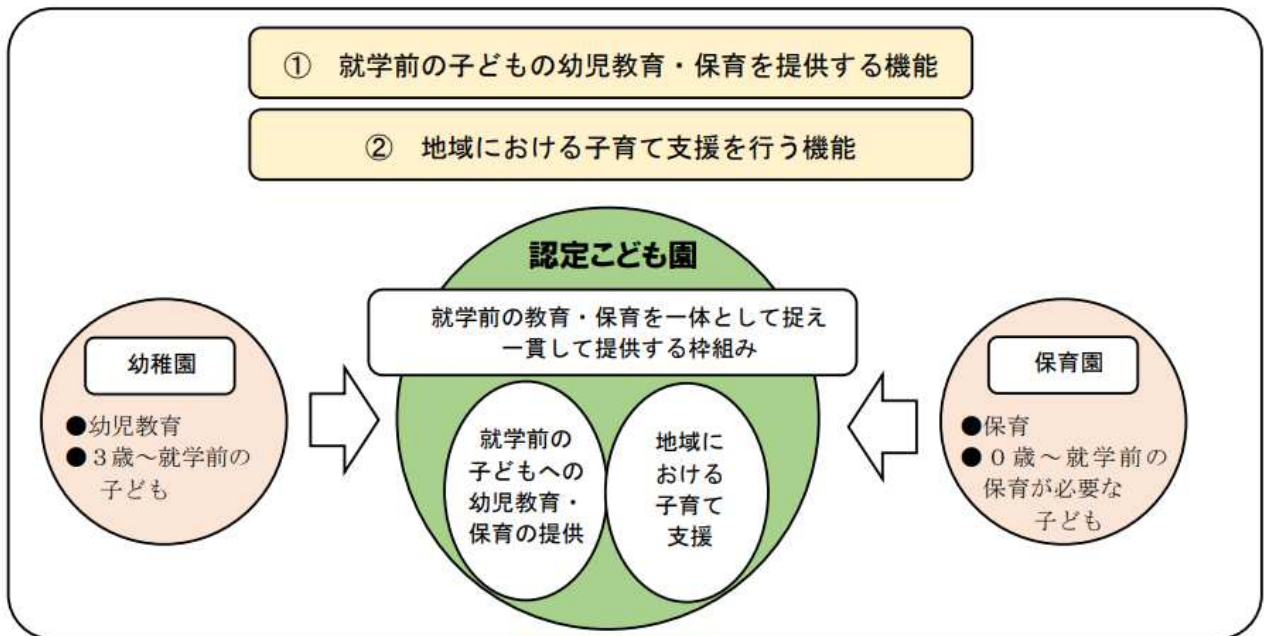 ① 就学前の子どもの幼児教育・保育を提供する機能
② 地域における子育て支援を行う機能
認定こども園
就学前の教育・保育を一体として捉え
一貫して提供する枠組み
幼稚園
●幼児教育
●３歳～就学前の
子ども
就学前の
子どもへの
幼児教育・
保育の提供
地域に
おける
子育て
支援
保育園
●保育
●０歳～就学前の
保育が必要な
子ども